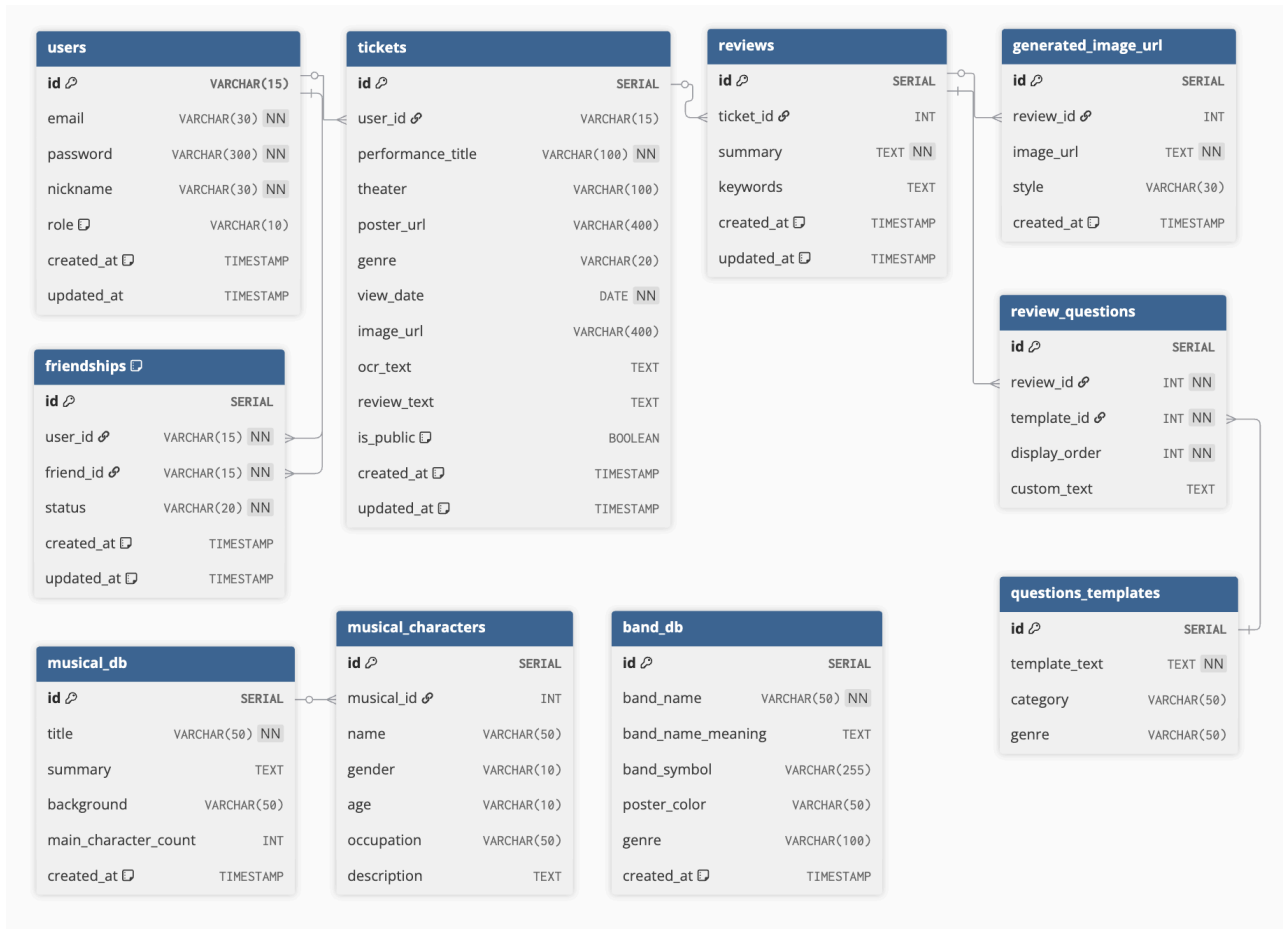 users
id VARCHAR(15)
email VARCHAR(30) NN
password VARCHAR(300) NN
nickname VARCHAR(30) NN
role VARCHAR(10)
created_at TIMESTAMP
updated_at TIMESTAMP
tickets
id SERIAL
user_id VARCHAR(15)
performance_title VARCHAR(100) NN
theater VARCHAR(100)
poster_url VARCHAR(400)
genre VARCHAR(20)
view_date DATE NN
image_url VARCHAR(400)
ocr_text TEXT
review_text TEXT
is_public BOOLEAN
created_at TIMESTAMP
updated_at TIMESTAMP
reviews
id SERIAL
ticket_id INT
summary TEXT NN
keywords TEXT
created_at TIMESTAMP
updated_at TIMESTAMP
generated_image_url
id SERIAL
review_id INT
image_url TEXT NN
style VARCHAR(30)
created_at TIMESTAMP
friendships
id SERIAL
user_id VARCHAR(15) NN
friend_id VARCHAR(15) NN
status VARCHAR(20) NN
created_at TIMESTAMP
updated_at TIMESTAMP
review_questions
id SERIAL
review_id INT NN
template_id INT NN
display_order INT NN
custom_text TEXT
questions_templates
id SERIAL
template_text TEXT NN
category VARCHAR(50)
genre VARCHAR(50)
musical_db
id SERIAL
title VARCHAR(50) NN
summary TEXT
background VARCHAR(50)
main_character_count INT
created_at TIMESTAMP
musical_characters
id SERIAL
musical_id INT
name VARCHAR(50)
gender VARCHAR(10)
age VARCHAR(10)
occupation VARCHAR(50)
description TEXT
band_db
id SERIAL
band_name VARCHAR(50) NN
band_name_meaning TEXT
band_symbol VARCHAR(255)
poster_color VARCHAR(50)
genre VARCHAR(100)
created_at TIMESTAMP